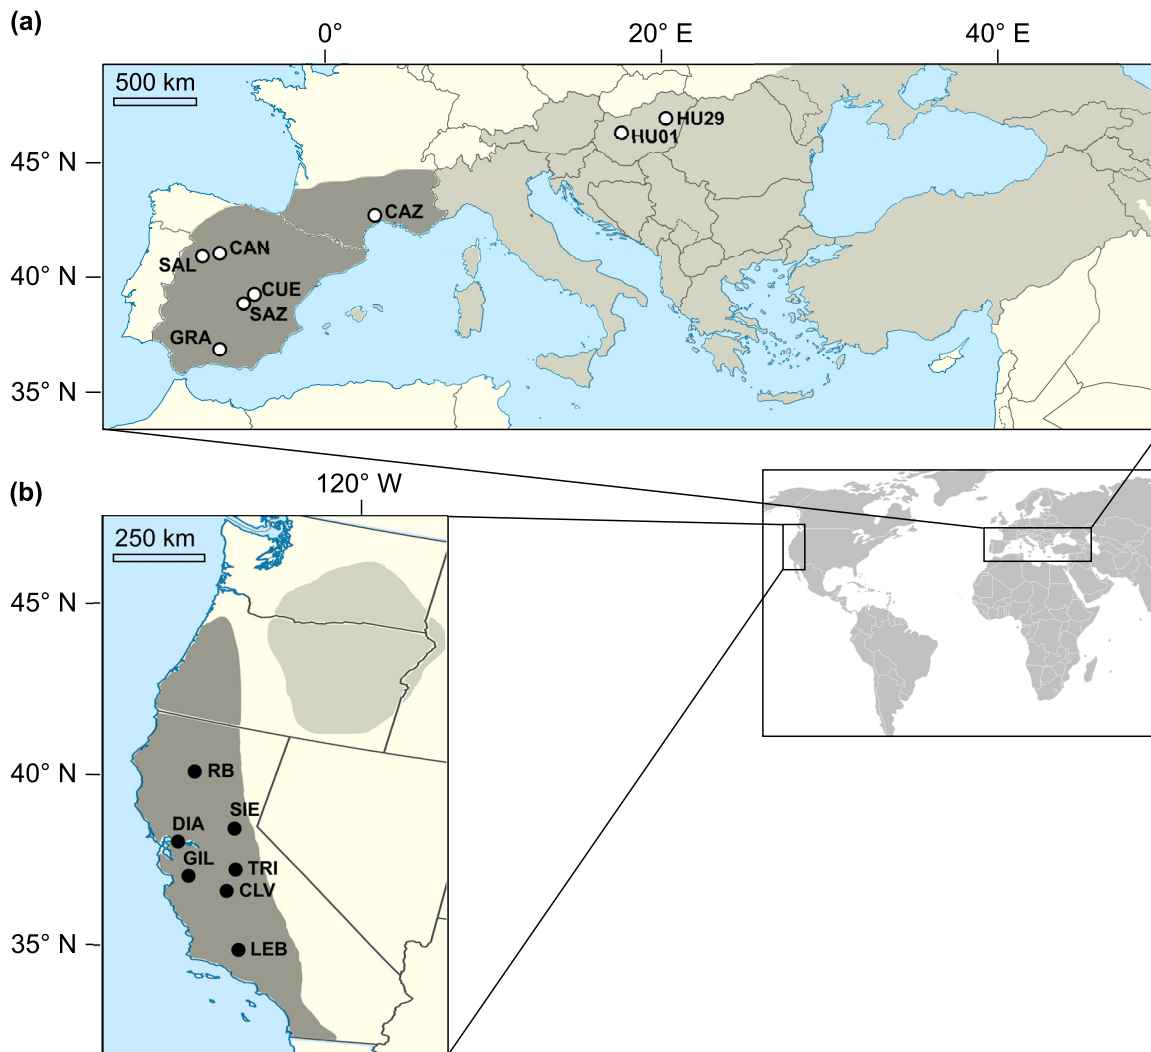 (a)
0°
20° E
40° E
500 km
45° N
40° N
35° N
HU29
HU01
CAZ
CAN
SAL
CUE
SAZ
GRA
(b)
120° W
250 km
45° N
40° N
35° N
RB
SIE
DIA
GIL
TRI
CLV
LEB